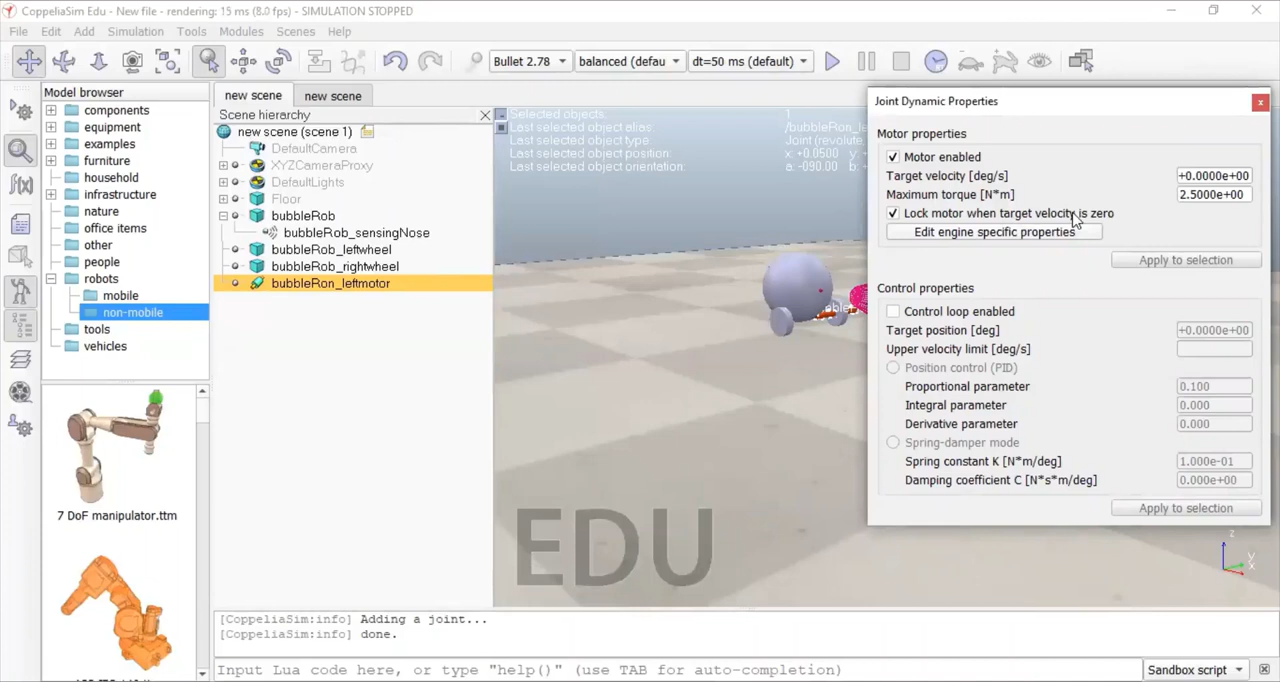 CoppeliaSim Edu - New file - rendering: 15 ms (8.0 fps) - SIMULATION STOPPED
File Edit Add Simulation Tools Modules Scenes Help
Bullet 2.78 balanced (defau dt=50 ms (default)
Model browser
components
equipment
examples
furniture
household
infrastructure
nature
office items
other
people
robots
mobile
non-mobile
tools
vehicles
7 DoF manipulator.ttm
new scene new scene
Scene hierarchy
new scene (scene 1)
DefaultCamera
XYZCameraProxy
DefaultLights
Floor
bubbleRob
bubbleRob_sensingNose
bubbleRob_leftwheel
bubbleRob_rightwheel
bubbleRon_leftmotor
Selected objects: 1
Last selected object alias: /bubbleRon_le
Last selected object type: Joint (revolute,
Last selected object position: x: +0.0500 y:
Last selected object orientation: a: -090.00 b:
EDU
Joint Dynamic Properties
Motor properties
Motor enabled
Target velocity [deg/s] +0.0000e+00
Maximum torque [N*m] 2.5000e+00
Lock motor when target velocity is zero
Edit engine specific properties
Apply to selection
Control properties
Control loop enabled
Target position [deg] +0.0000e+00
Upper velocity limit [deg/s]
Position control (PID)
Proportional parameter 0.100
Integral parameter 0.000
Derivative parameter 0.000
Spring-damper mode
Spring constant K [N*m/deg] 1.000e-01
Damping coefficient C [N*s*m/deg] 0.000e+00
Apply to selection
z
y
x
[CoppeliaSim:info] Adding a joint...
[CoppeliaSim:info] done.
Input Lua code here, or type "help()" (use TAB for auto-completion) Sandbox script